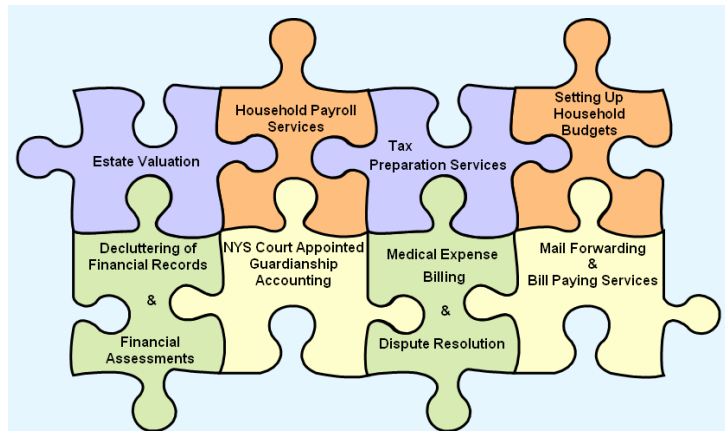 Estate Valuation
Household Payroll
Services
Tax
Preparation Services
Setting Up
Household
Budgets
Decluttering of
Financial Records
&
Financial
Assessments
NYS Court Appointed
Guardianship
Accounting
Medical Expense
Billing
&
Dispute Resolution
Mail Forwarding
&
Bill Paying Services